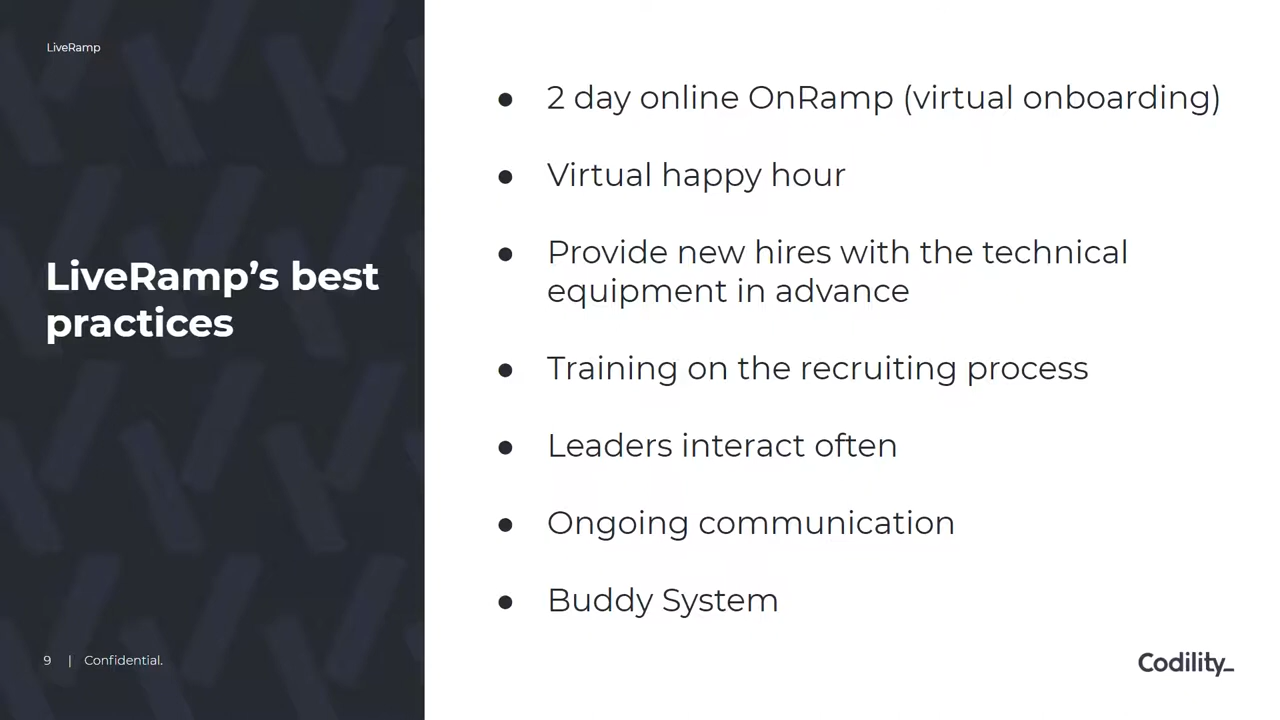 LiveRamp
LiveRamp’s best
practices
● 2 day online OnRamp (virtual onboarding)
● Virtual happy hour
● Provide new hires with the technical
equipment in advance
● Training on the recruiting process
● Leaders interact often
● Ongoing communication
● Buddy System
9 | Confidential.
Codility_